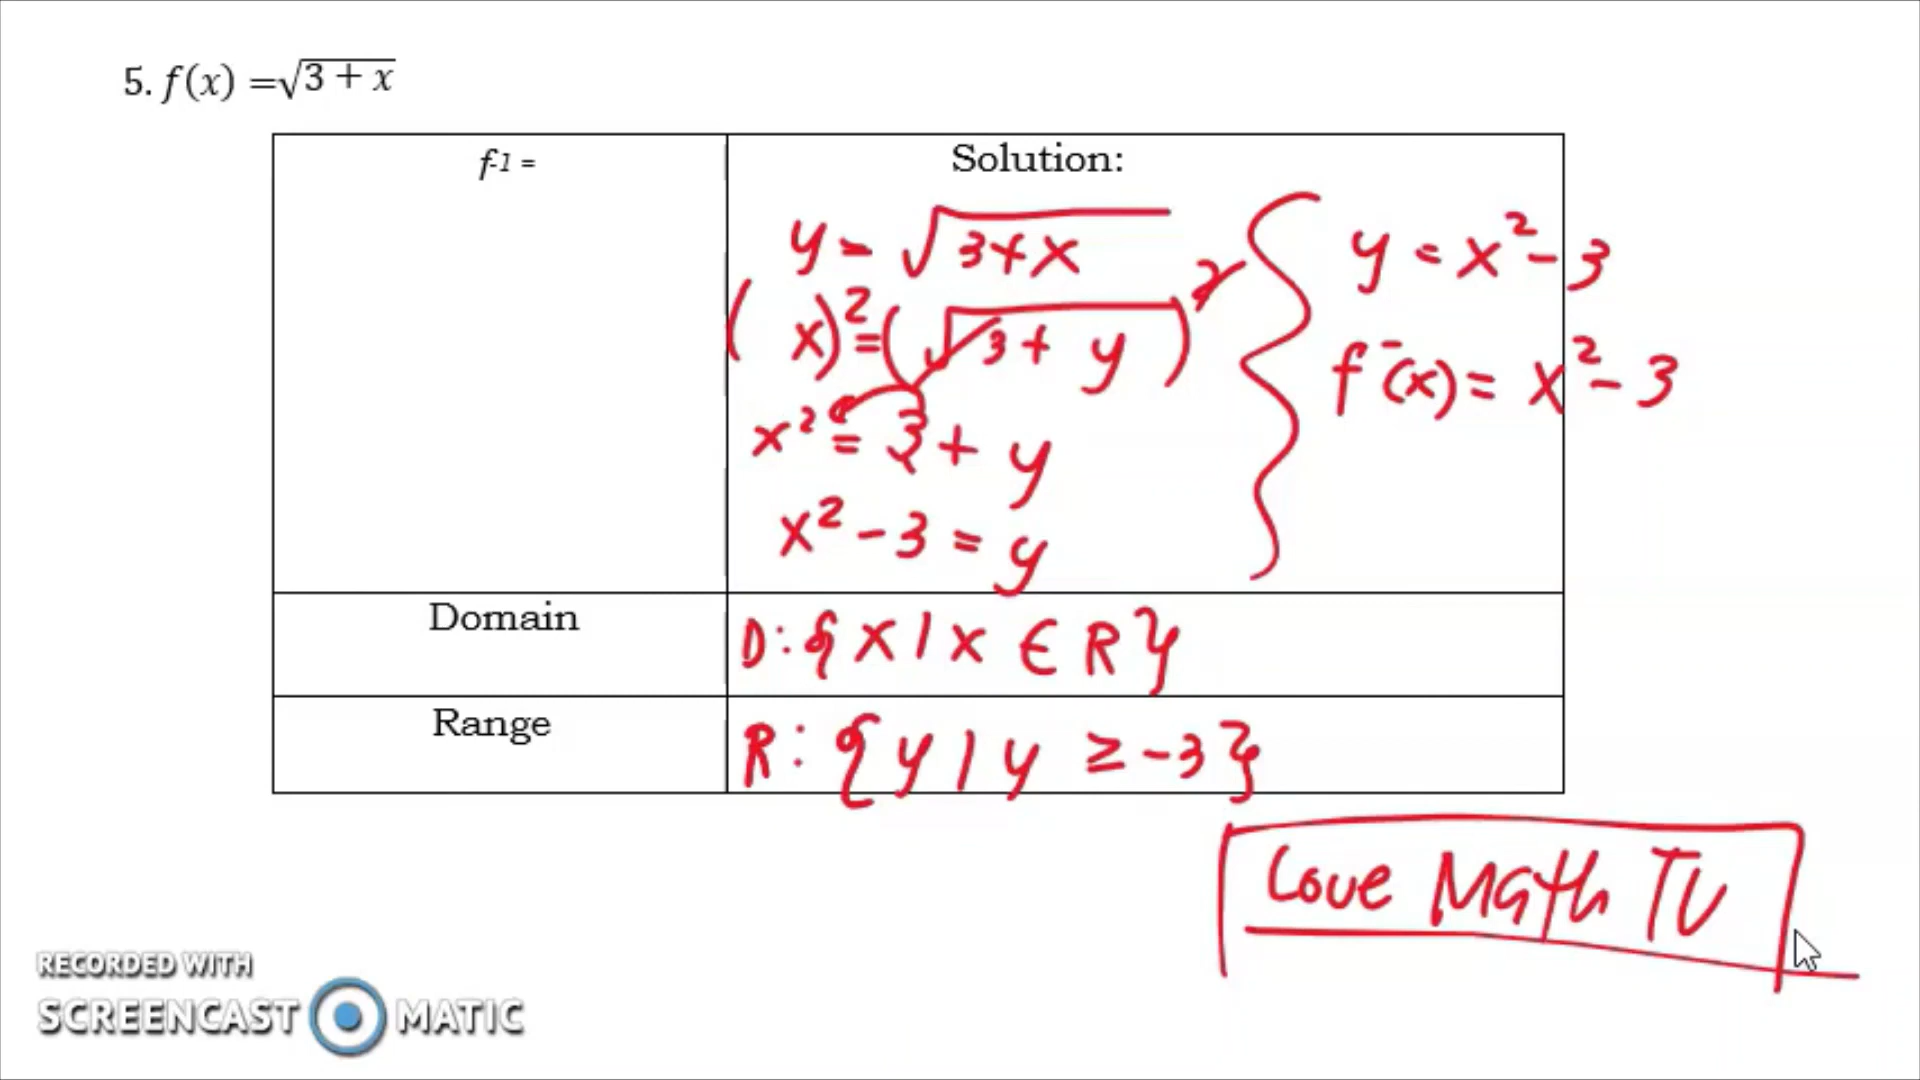 5. f(x) =√3 + x
f-1 =
Solution:
y = √3+x
(x)² = (√3 + y)²
x² = 3 + y
x² - 3 = y
y = x² - 3
f⁻(x) = x² - 3
Domain
D: {x | x ∈ R}
Range
R: {y | y ≥ -3}
Love Math TV
RECORDED WITH
SCREENCAST MATIC